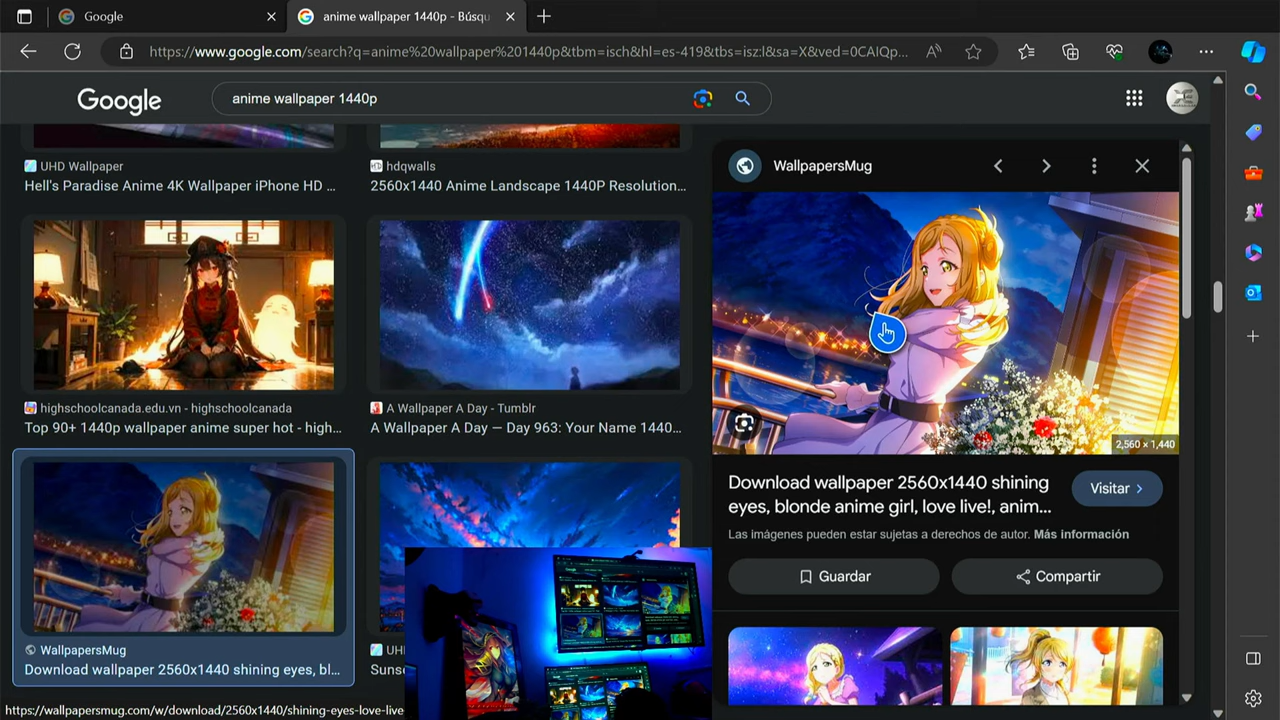 Google
anime wallpaper 1440p - Búsqu
https://www.google.com/search?q=anime%20wallpaper%201440p&tbm=isch&hl=es-419&tbs=isz:l&sa=X&ved=0CAIQp...
Google
anime wallpaper 1440p
UHD Wallpaper
Hell's Paradise Anime 4K Wallpaper iPhone HD ...
hdqwalls
2560x1440 Anime Landscape 1440P Resolution...
highschoolcanada.edu.vn - highschoolcanada
Top 90+ 1440p wallpaper anime super hot - high...
A Wallpaper A Day - Tumblr
A Wallpaper A Day — Day 963: Your Name 1440...
WallpapersMug
Download wallpaper 2560x1440 shining eyes, bl...
UH
Sunse
WallpapersMug
2,560 × 1,440
Download wallpaper 2560x1440 shining
eyes, blonde anime girl, love live!, anim...
Visitar
Las imágenes pueden estar sujetas a derechos de autor. Más información
Guardar
Compartir
https://wallpapersmug.com/w/download/2560x1440/shining-eyes-love-live